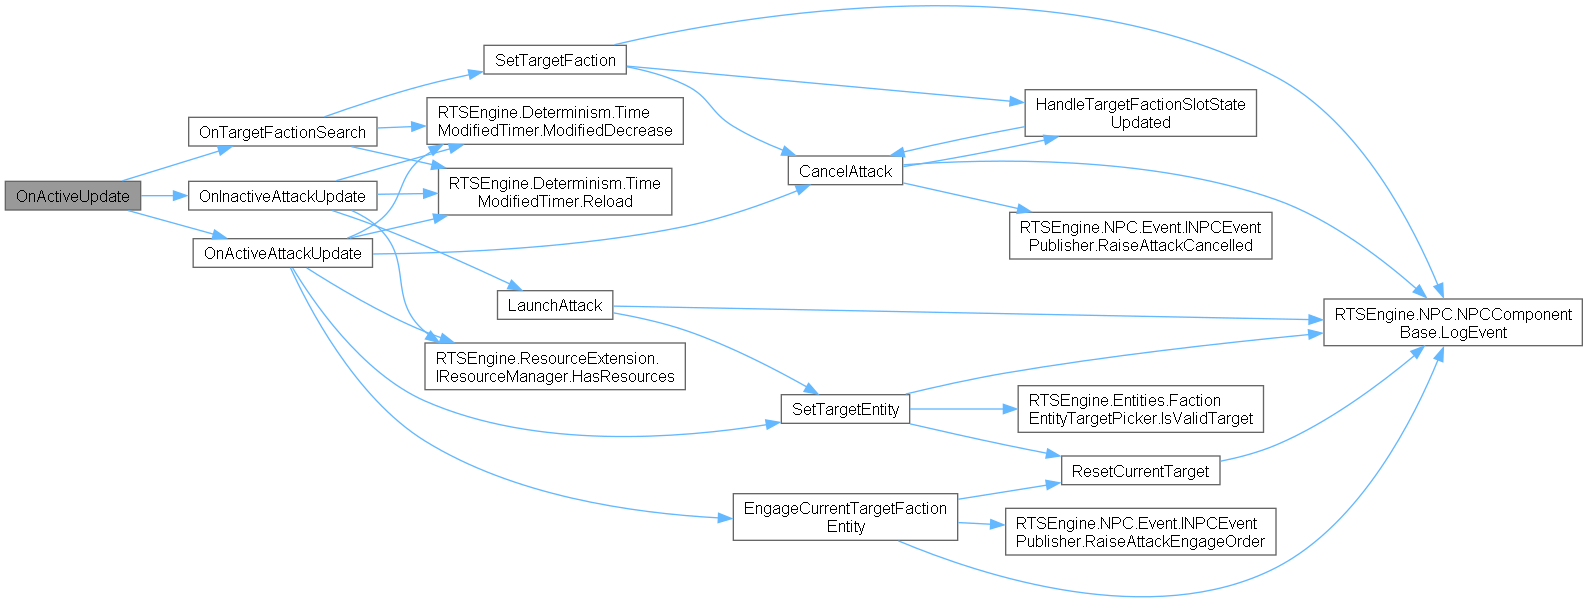 SetTargetFaction
RTSEngine.Determinism.Time
ModifiedTimer.ModifiedDecrease
HandleTargetFactionSlotState
Updated
OnTargetFactionSearch
CancelAttack
OnActiveUpdate
OnInactiveAttackUpdate
RTSEngine.Determinism.Time
ModifiedTimer.Reload
RTSEngine.NPC.Event.INPCEvent
Publisher.RaiseAttackCancelled
OnActiveAttackUpdate
LaunchAttack
RTSEngine.NPC.NPCComponent
Base.LogEvent
RTSEngine.ResourceExtension.
IResourceManager.HasResources
SetTargetEntity
RTSEngine.Entities.Faction
EntityTargetPicker.IsValidTarget
ResetCurrentTarget
EngageCurrentTargetFaction
Entity
RTSEngine.NPC.Event.INPCEvent
Publisher.RaiseAttackEngageOrder